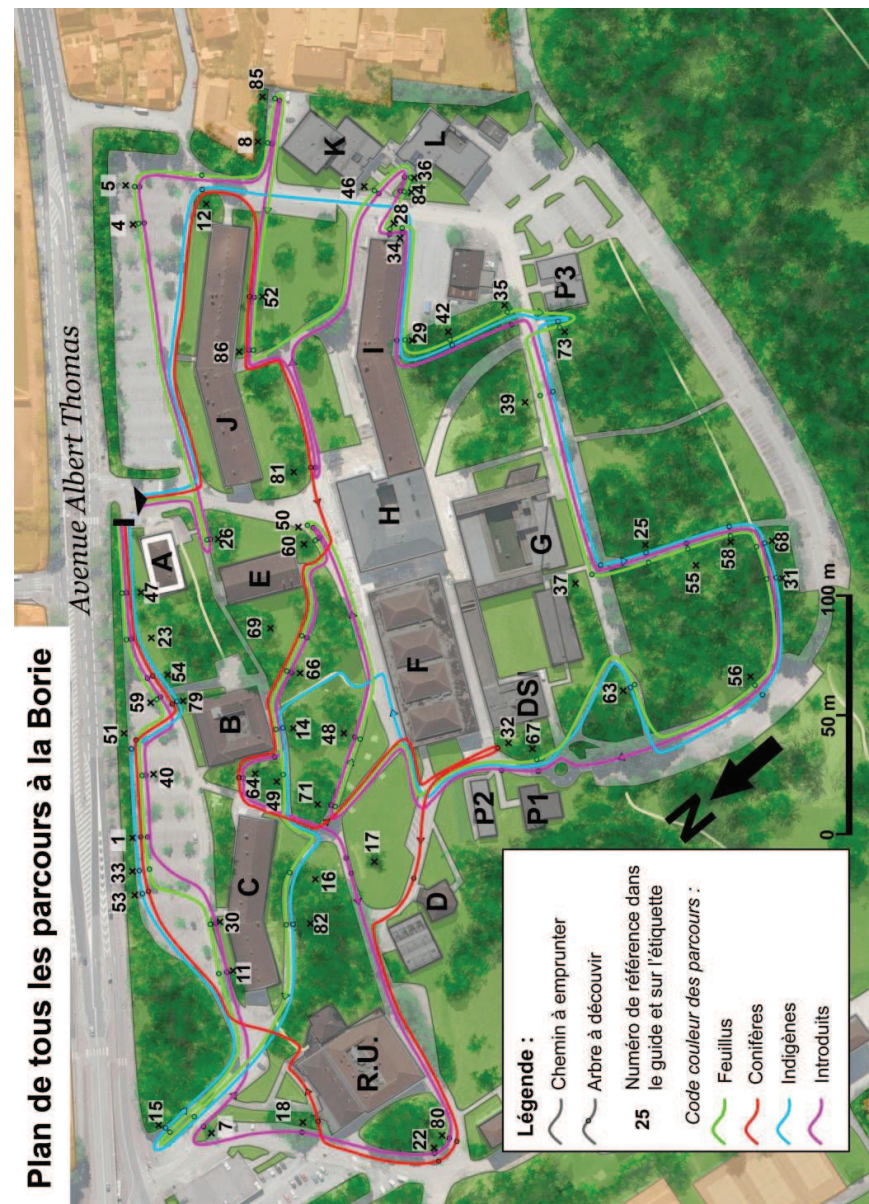 Plan de tous les parcours à la Borie
Avenue Albert Thomas
85
8
5
4
12
K
L
46
36
84
28
34
52
86
J
I
29
42
35
P3
73
39
81
26
50
60
A
E
H
G
37
25
55
58
68
31
47
23
69
54
59
79
66
B
F
DS
32
67
63
56
51
14
48
40
64
49
71
P2
P1
1
33
53
C
17
16
D
30
82
11
R.U.
15
7
18
22
80
N
0
50 m
100 m
Légende :
Chemin à emprunter
Arbre à découvrir
25
Numéro de référence dans
le guide et sur l'étiquette
Code couleur des parcours :
Feuillus
Conifères
Indigènes
Introduits